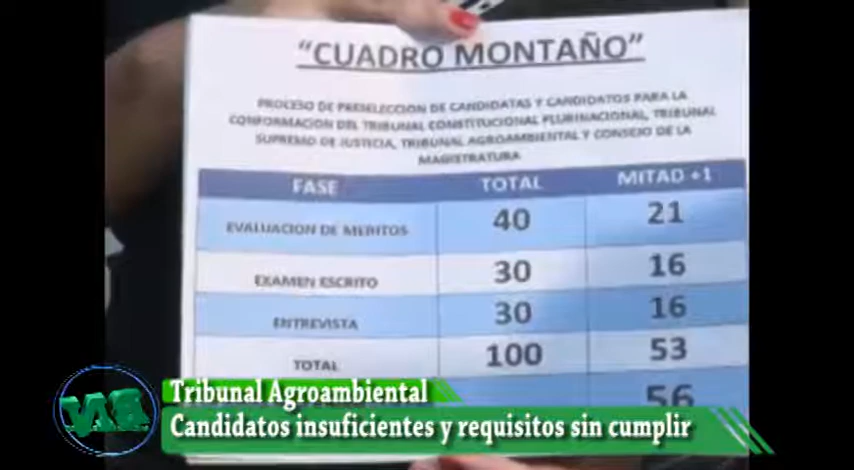 "CUADRO MONTAÑO"
PROCESO DE PRESELECCION DE CANDIDATAS Y CANDIDATOS PARA LA
CONFORMACION DEL TRIBUNAL CONSTITUCIONAL PLURINACIONAL, TRIBUNAL
SUPREMO DE JUSTICIA, TRIBUNAL AGROAMBIENTAL Y CONSEJO DE LA
MAGISTRATURA
FASE TOTAL MITAD +1
EVALUACION DE MERITOS 40 21
EXAMEN ESCRITO 30 16
ENTREVISTA 30 16
TOTAL 100 53
56
Tribunal Agroambiental
Candidatos insuficientes y requisitos sin cumplir